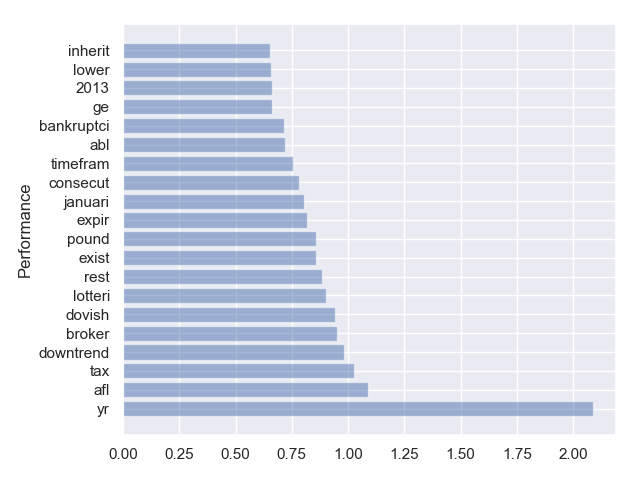 inherit
lower
2013
ge
bankruptci
abl
timefram
consecut
januari
expir
pound
exist
rest
lotteri
dovish
broker
downtrend
tax
afl
yr
Performance
0.00 0.25 0.50 0.75 1.00 1.25 1.50 1.75 2.00